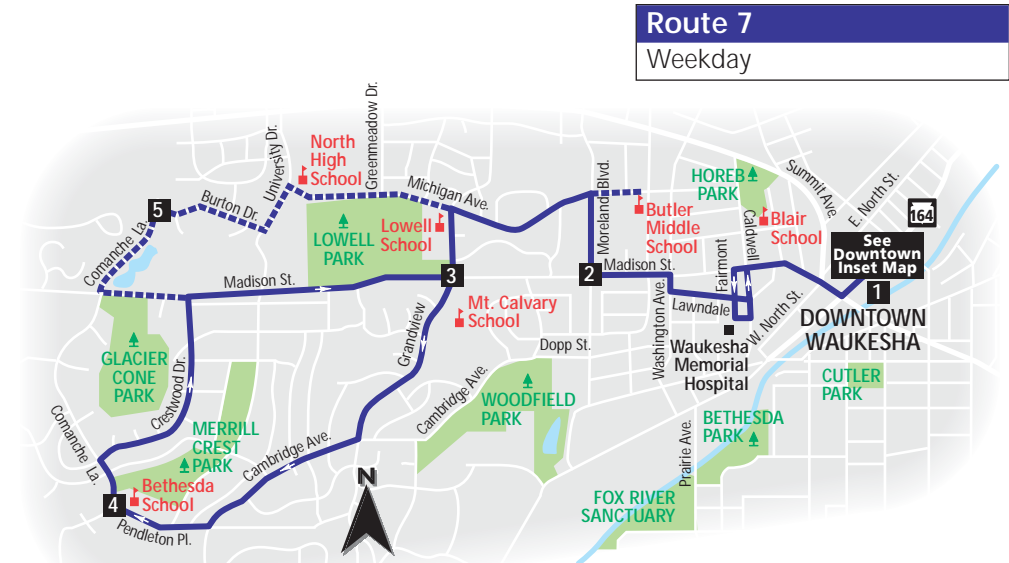 Route 7
Weekday
North
High
School
University Dr.
Greenmeadow Dr.
Michigan Ave.
Moreland Blvd.
HOREB
PARK
Summit Ave.
E. North St.
164
5
Burton Dr.
Comanche La.
LOWELL
PARK
Lowell
School
Butler
Middle
School
Caldwell
Blair
School
See
Downtown
Inset Map
1
DOWNTOWN
WAUKESHA
Madison St.
3
2
Madison St.
Fairmont
Lawndale
Washington Ave.
W. North St.
Waukesha
Memorial
Hospital
Mt. Calvary
School
Grandview
Dopp St.
GLACIER
CONE
PARK
Crestwood Dr.
Cambridge Ave.
WOODFIELD
PARK
CUTLER
PARK
BETHESDA
PARK
MERRILL
CREST
PARK
Comanche La.
Cambridge Ave.
N
Prairie Ave.
4
Bethesda
School
Pendleton Pl.
FOX RIVER
SANCTUARY